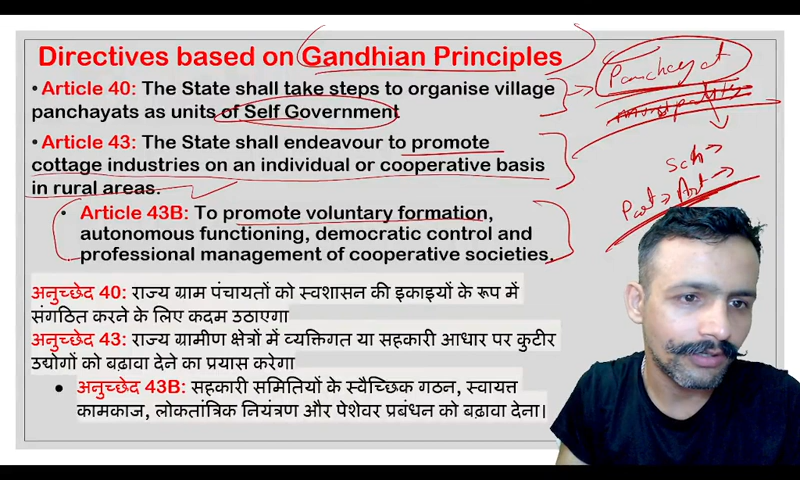 Directives based on Gandhian Principles
• Article 40: The State shall take steps to organise village
panchayats as units of Self Government
• Article 43: The State shall endeavour to promote
cottage industries on an individual or cooperative basis
in rural areas.
• Article 43B: To promote voluntary formation,
autonomous functioning, democratic control and
professional management of cooperative societies.
अनुच्छेद 40: राज्य ग्राम पंचायतों को स्वशासन की इकाइयों के रूप में
संगठित करने के लिए कदम उठाएगा
अनुच्छेद 43: राज्य ग्रामीण क्षेत्रों में व्यक्तिगत या सहकारी आधार पर कुटीर
उद्योगों को बढ़ावा देने का प्रयास करेगा
• अनुच्छेद 43B: सहकारी समितियों के स्वैच्छिक गठन, स्वायत्त
कामकाज, लोकतांत्रिक नियंत्रण और पेशेवर प्रबंधन को बढ़ावा देना।
Panchayat
Sch →
Part → Art →